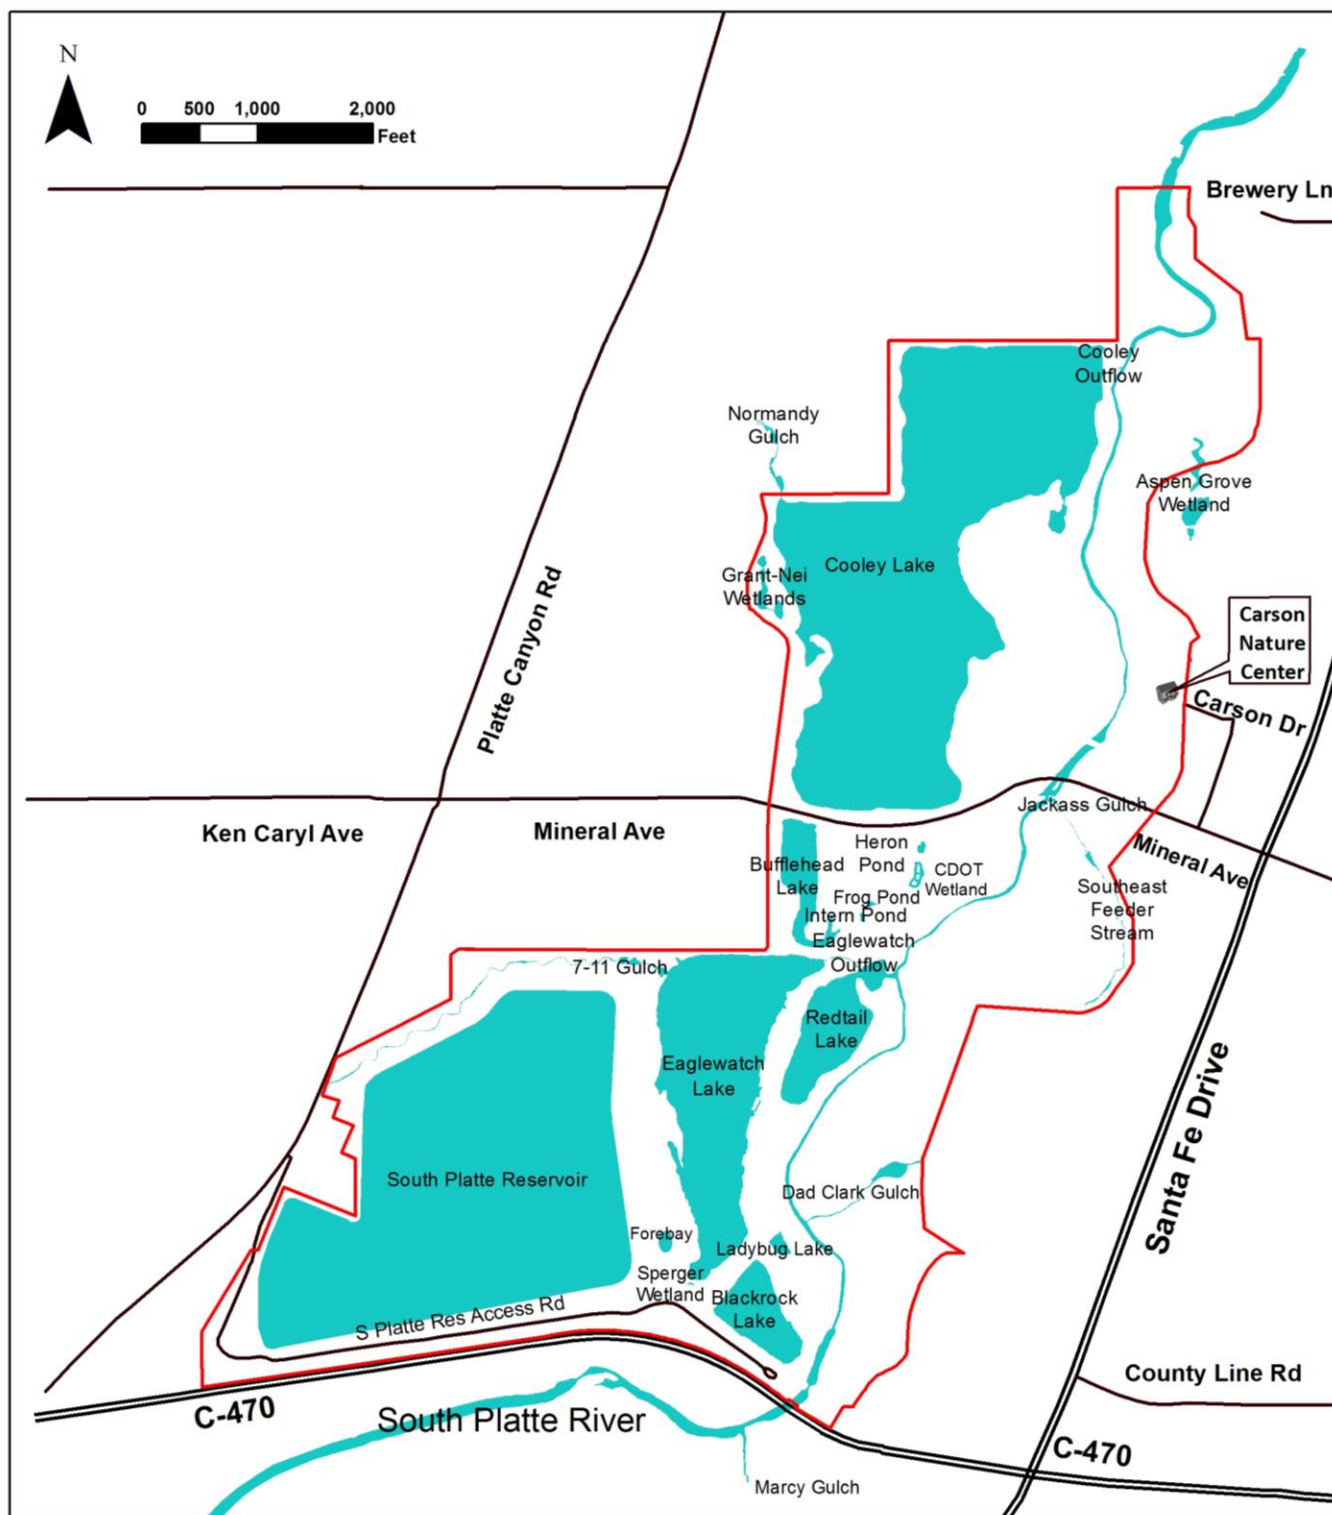 N
0 500 1,000 2,000
Feet
Brewery Ln
Cooley
Outflow
Normandy
Gulch
Aspen Grove
Wetland
Cooley Lake
Grant-Nei
Wetlands
Platte Canyon Rd
Carson
Nature
Center
Carson Dr
Jackass Gulch
Ken Caryl Ave
Mineral Ave
Mineral Ave
Heron
Pond
Bufflehead
Lake
CDOT
Wetland
Frog Pond
Intern Pond
Southeast
Feeder
Stream
Eaglewatch
Outflow
7-11 Gulch
Redtail
Lake
Eaglewatch
Lake
Santa Fe Drive
South Platte Reservoir
Dad Clark Gulch
Forebay
Ladybug Lake
Sperger
Wetland
Blackrock
Lake
S Platte Res Access Rd
County Line Rd
C-470
South Platte River
C-470
Marcy Gulch